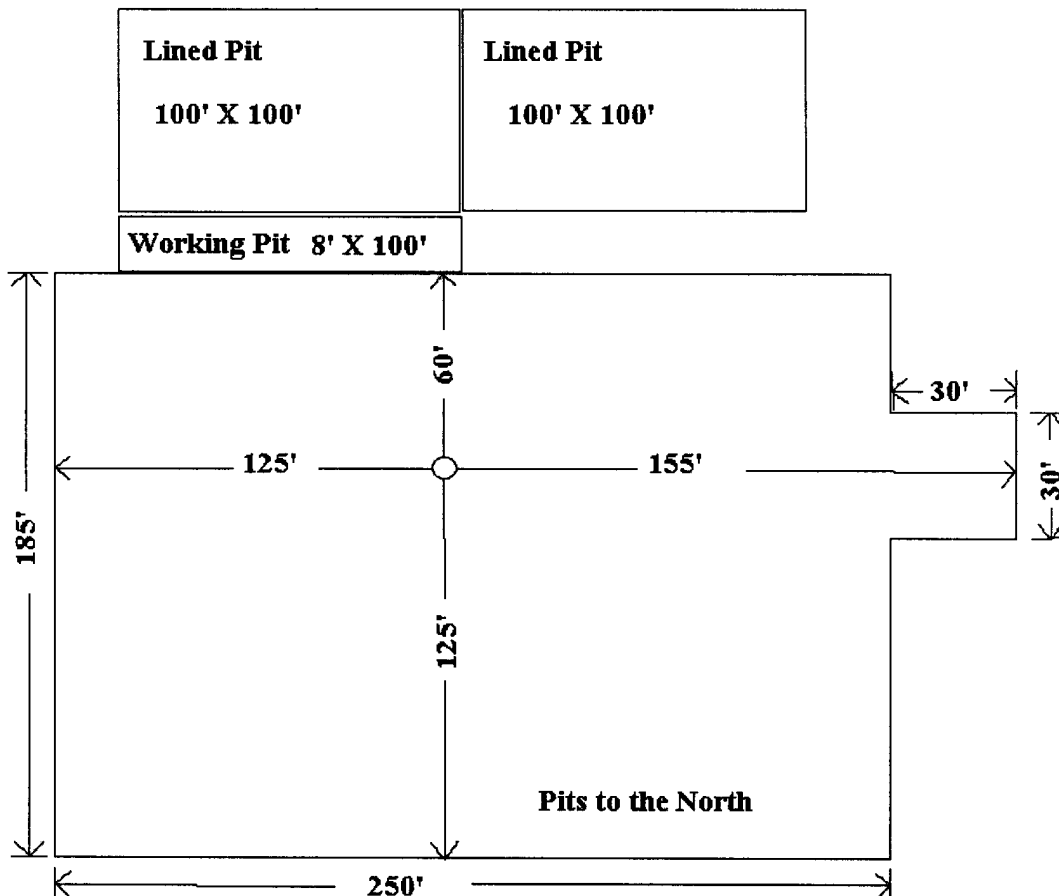 Lined Pit
100' X 100'
Lined Pit
100' X 100'
Working Pit 8' X 100'
60'
30'
30'
125'
155'
185'
125'
Pits to the North
250'